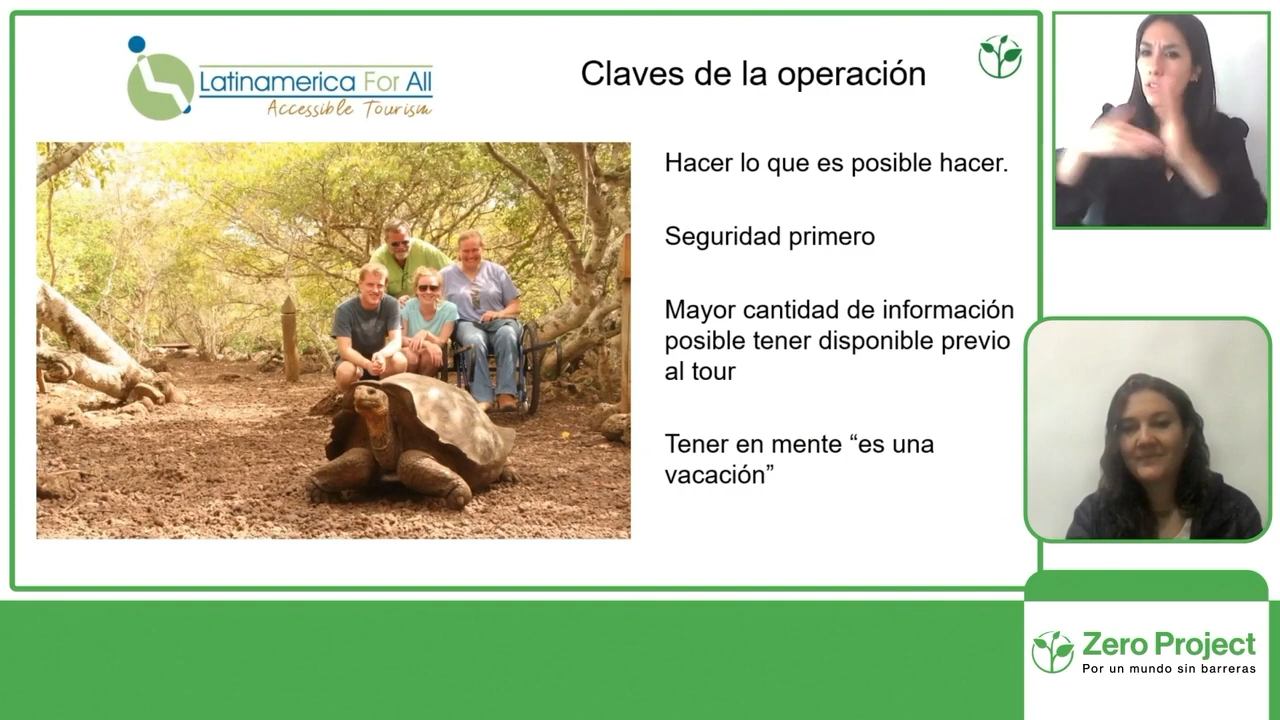 Latinamerica For All
Accessible Tourism
Claves de la operación
Hacer lo que es posible hacer.
Seguridad primero
Mayor cantidad de información
posible tener disponible previo
al tour
Tener en mente “es una
vacación”
Zero Project
Por un mundo sin barreras